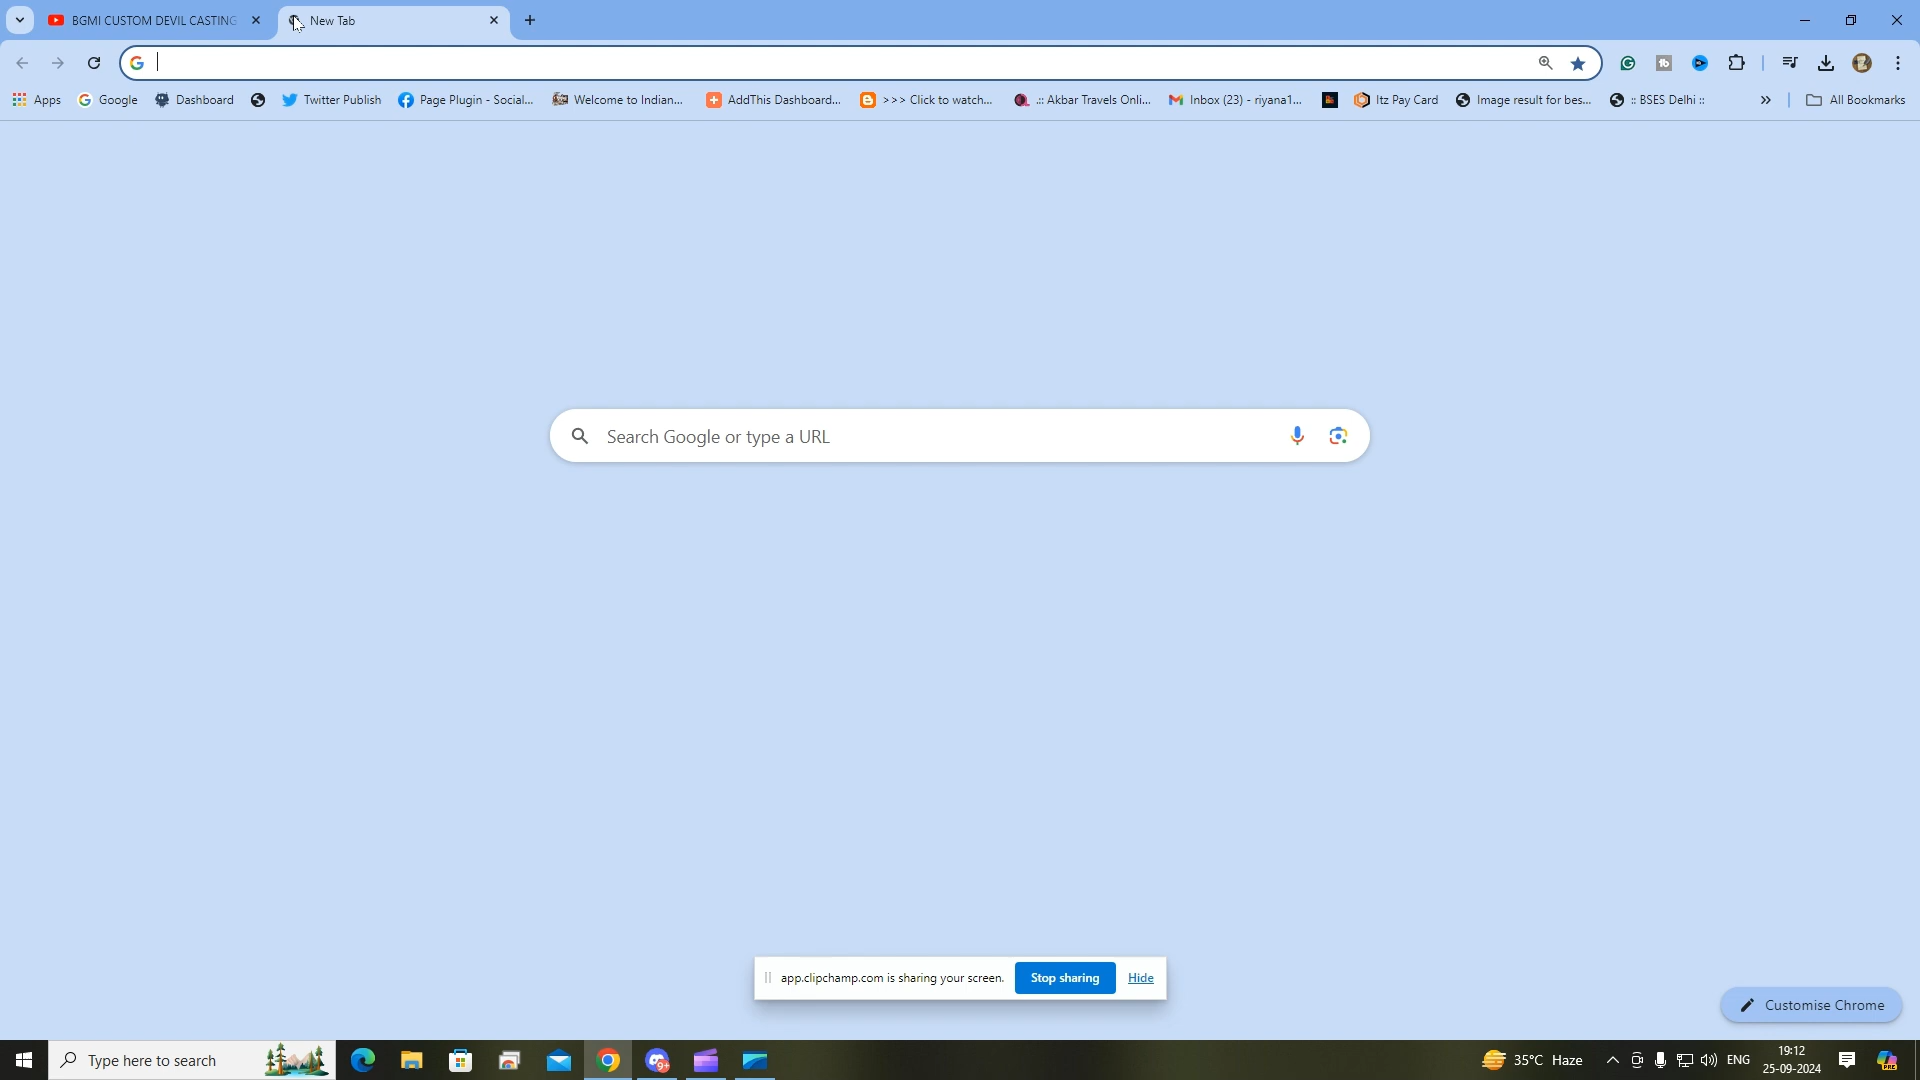 BGMI CUSTOM DEVIL CASTING
New Tab
Apps
Google
Dashboard
Twitter Publish
Page Plugin - Social...
Welcome to Indian...
AddThis Dashboard...
>>> Click to watch...
.:: Akbar Travels Onli...
Inbox (23) - riyana1...
Itz Pay Card
Image result for bes...
:: BSES Delhi ::
All Bookmarks
Search Google or type a URL
app.clipchamp.com is sharing your screen.
Stop sharing
Hide
Customise Chrome
Type here to search
9+
35°C Haze
ENG
19:12
25-09-2024
PRE